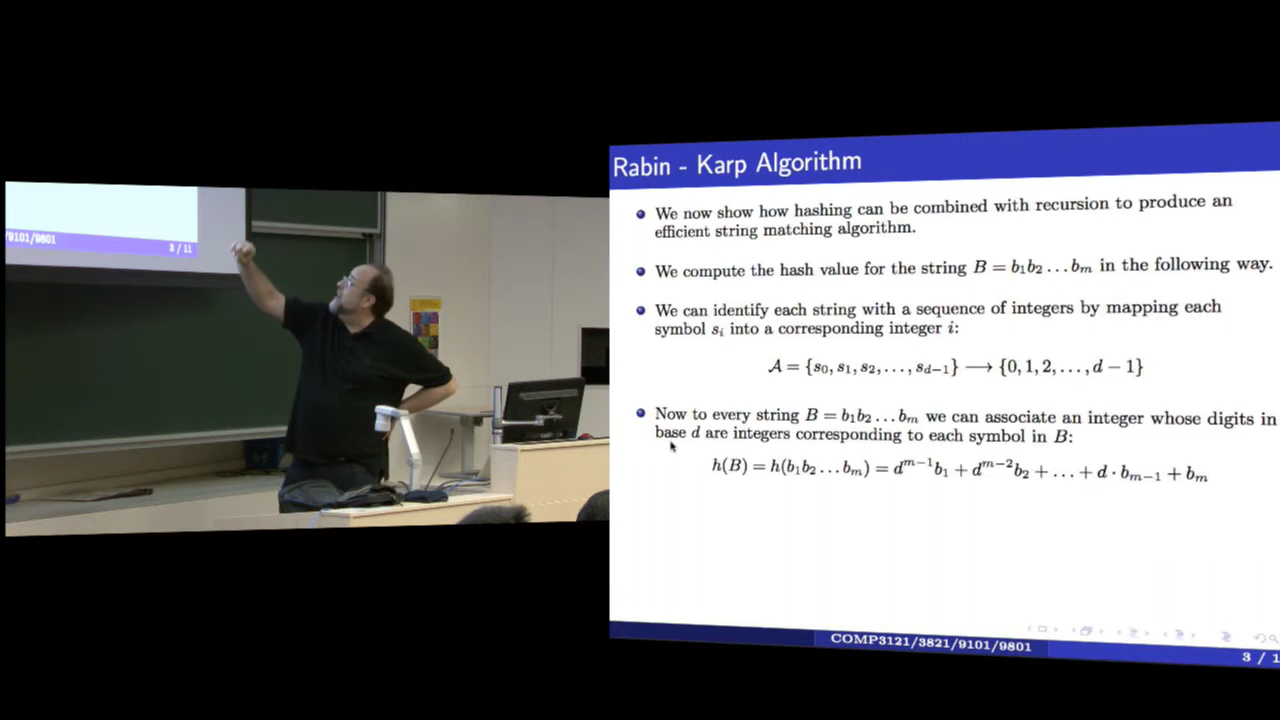 /9101/9801
3 / 11
Rabin - Karp Algorithm
We now show how hashing can be combined with recursion to produce an
efficient string matching algorithm.
We compute the hash value for the string B = b₁b₂ … bₘ in the following way.
We can identify each string with a sequence of integers by mapping each
symbol sᵢ into a corresponding integer i:
𝒜 = {s₀, s₁, s₂, …, s_{d−1}} ⟶ {0, 1, 2, …, d − 1}
Now to every string B = b₁b₂ … bₘ we can associate an integer whose digits in
base d are integers corresponding to each symbol in B:
h(B) = h(b₁b₂ … bₘ) = d^{m−1}b₁ + d^{m−2}b₂ + … + d · b_{m−1} + bₘ
COMP3121/3821/9101/9801
3 / 1